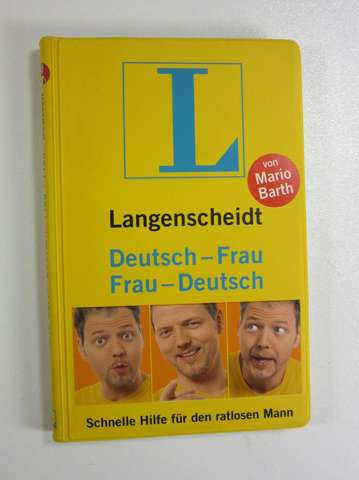 L
von
Mario
Barth
Langenscheidt
Deutsch – Frau
Frau – Deutsch
Schnelle Hilfe für den ratlosen Mann